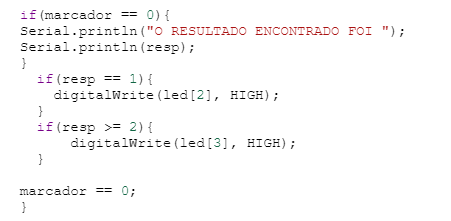 if(marcador == 0){
Serial.println("O RESULTADO ENCONTRADO FOI ");
Serial.println(resp);
}
if(resp == 1){
digitalWrite(led[2], HIGH);
}
if(resp >= 2){
digitalWrite(led[3], HIGH);
}
marcador == 0;
}